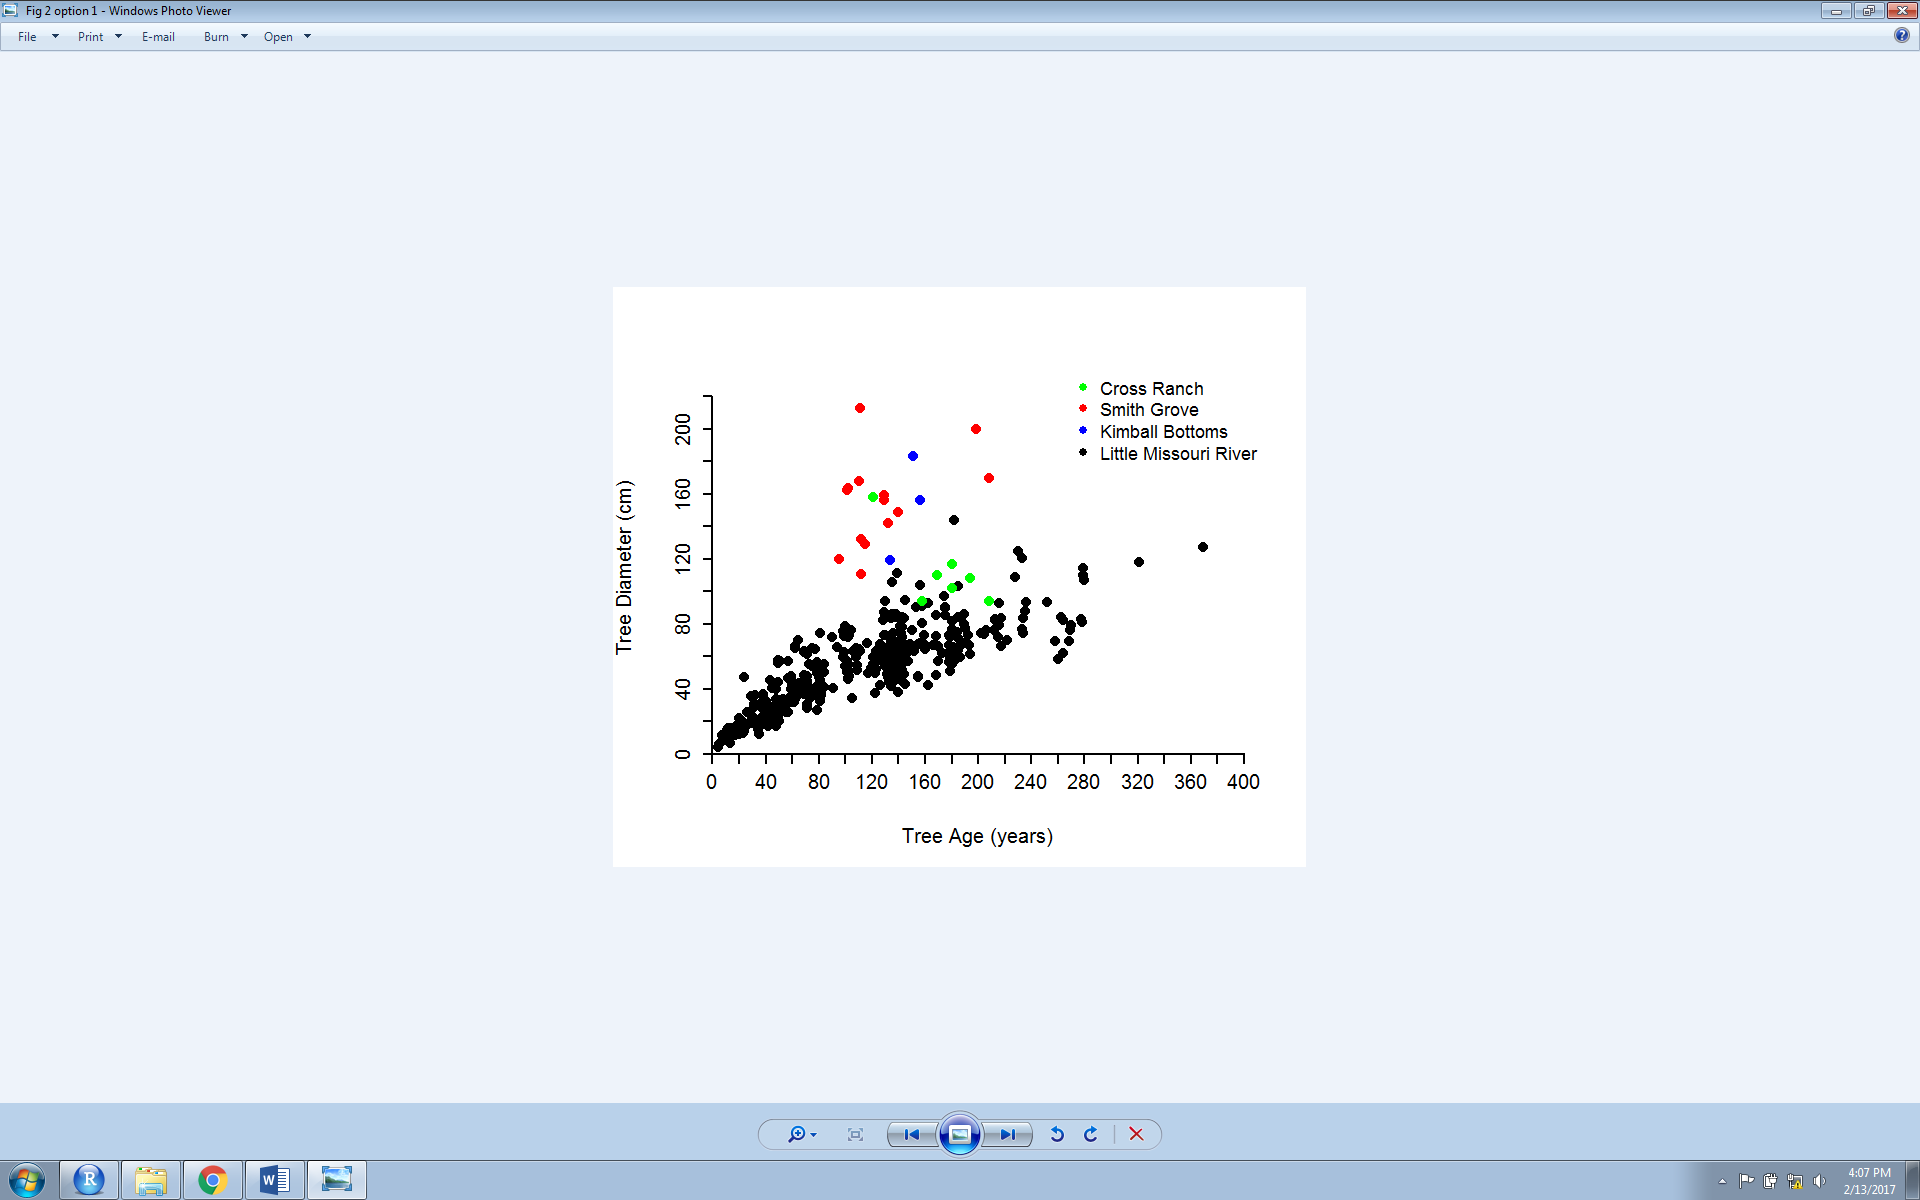 Fig 2 option 1 - Windows Photo Viewer
File Print E-mail Burn Open
Cross Ranch
Smith Grove
Kimball Bottoms
Little Missouri River
Tree Diameter (cm)
200
160
120
80
40
0
0 40 80 120 160 200 240 280 320 360 400
Tree Age (years)
R
W
4:07 PM
2/13/2017